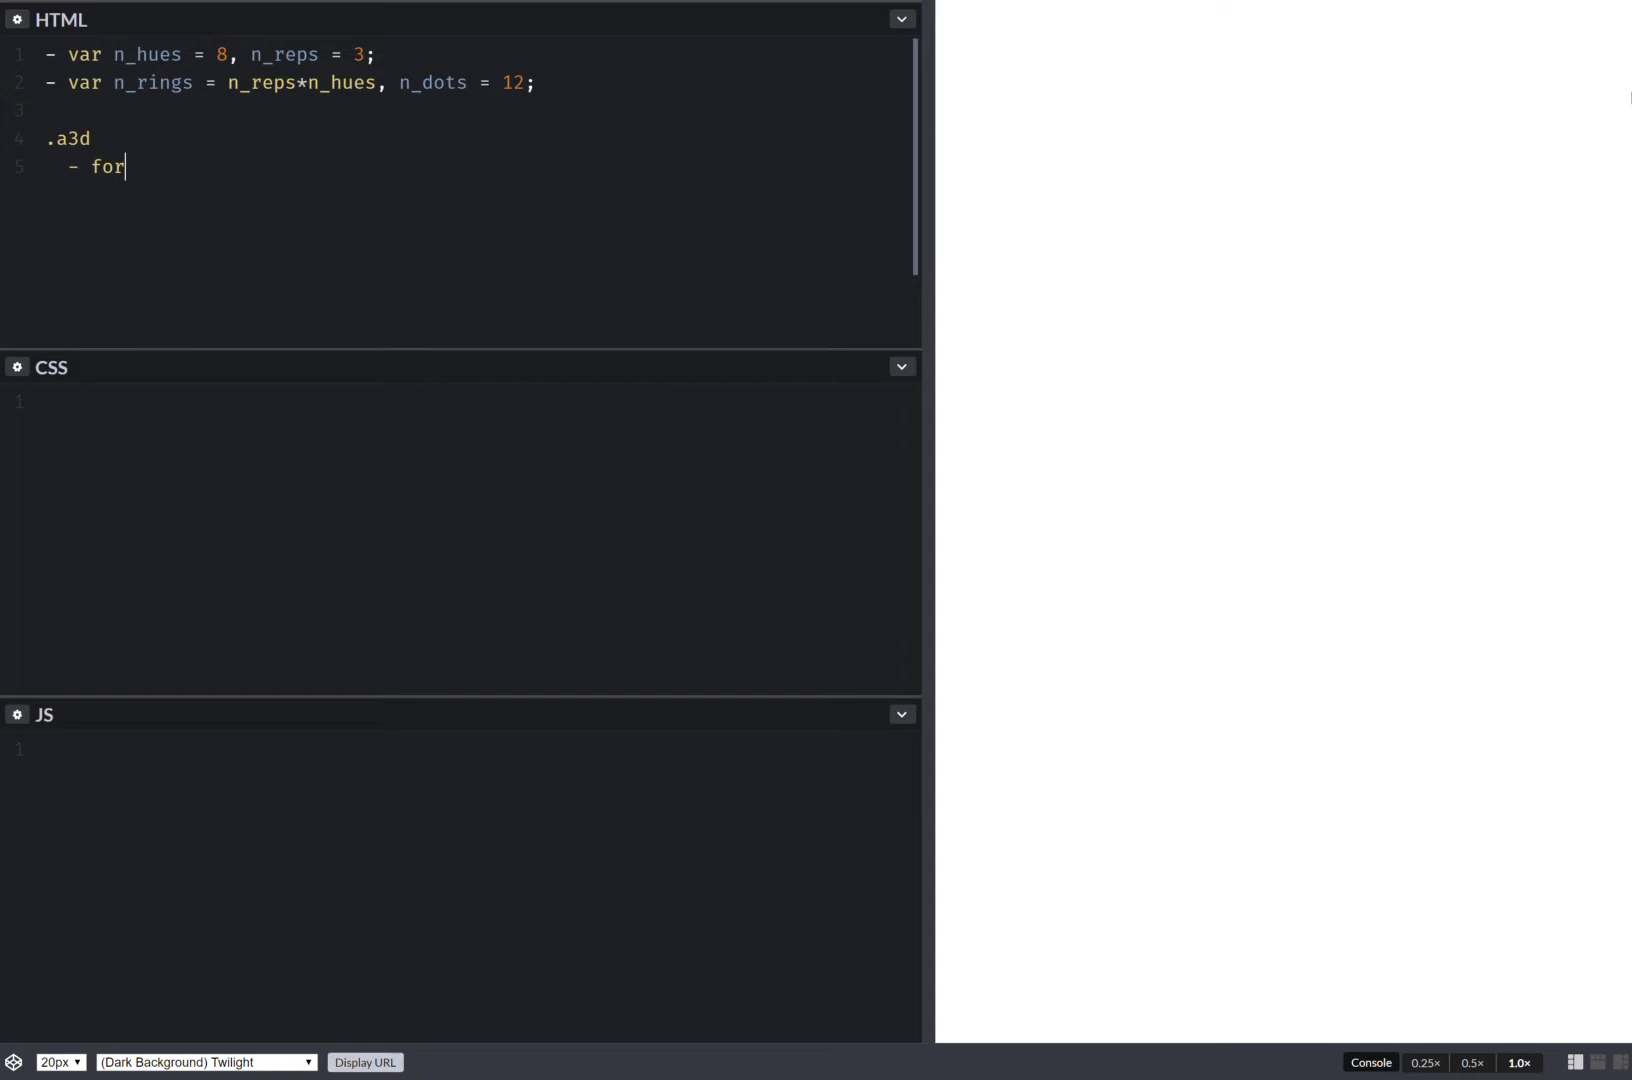 HTML
1 - var n_hues = 8, n_reps = 3;
2 - var n_rings = n_reps*n_hues, n_dots = 12;
3
4 .a3d
5 - for
CSS
1
JS
1
20px ▼ (Dark Background) Twilight ▼ Display URL Console 0.25× 0.5× 1.0×